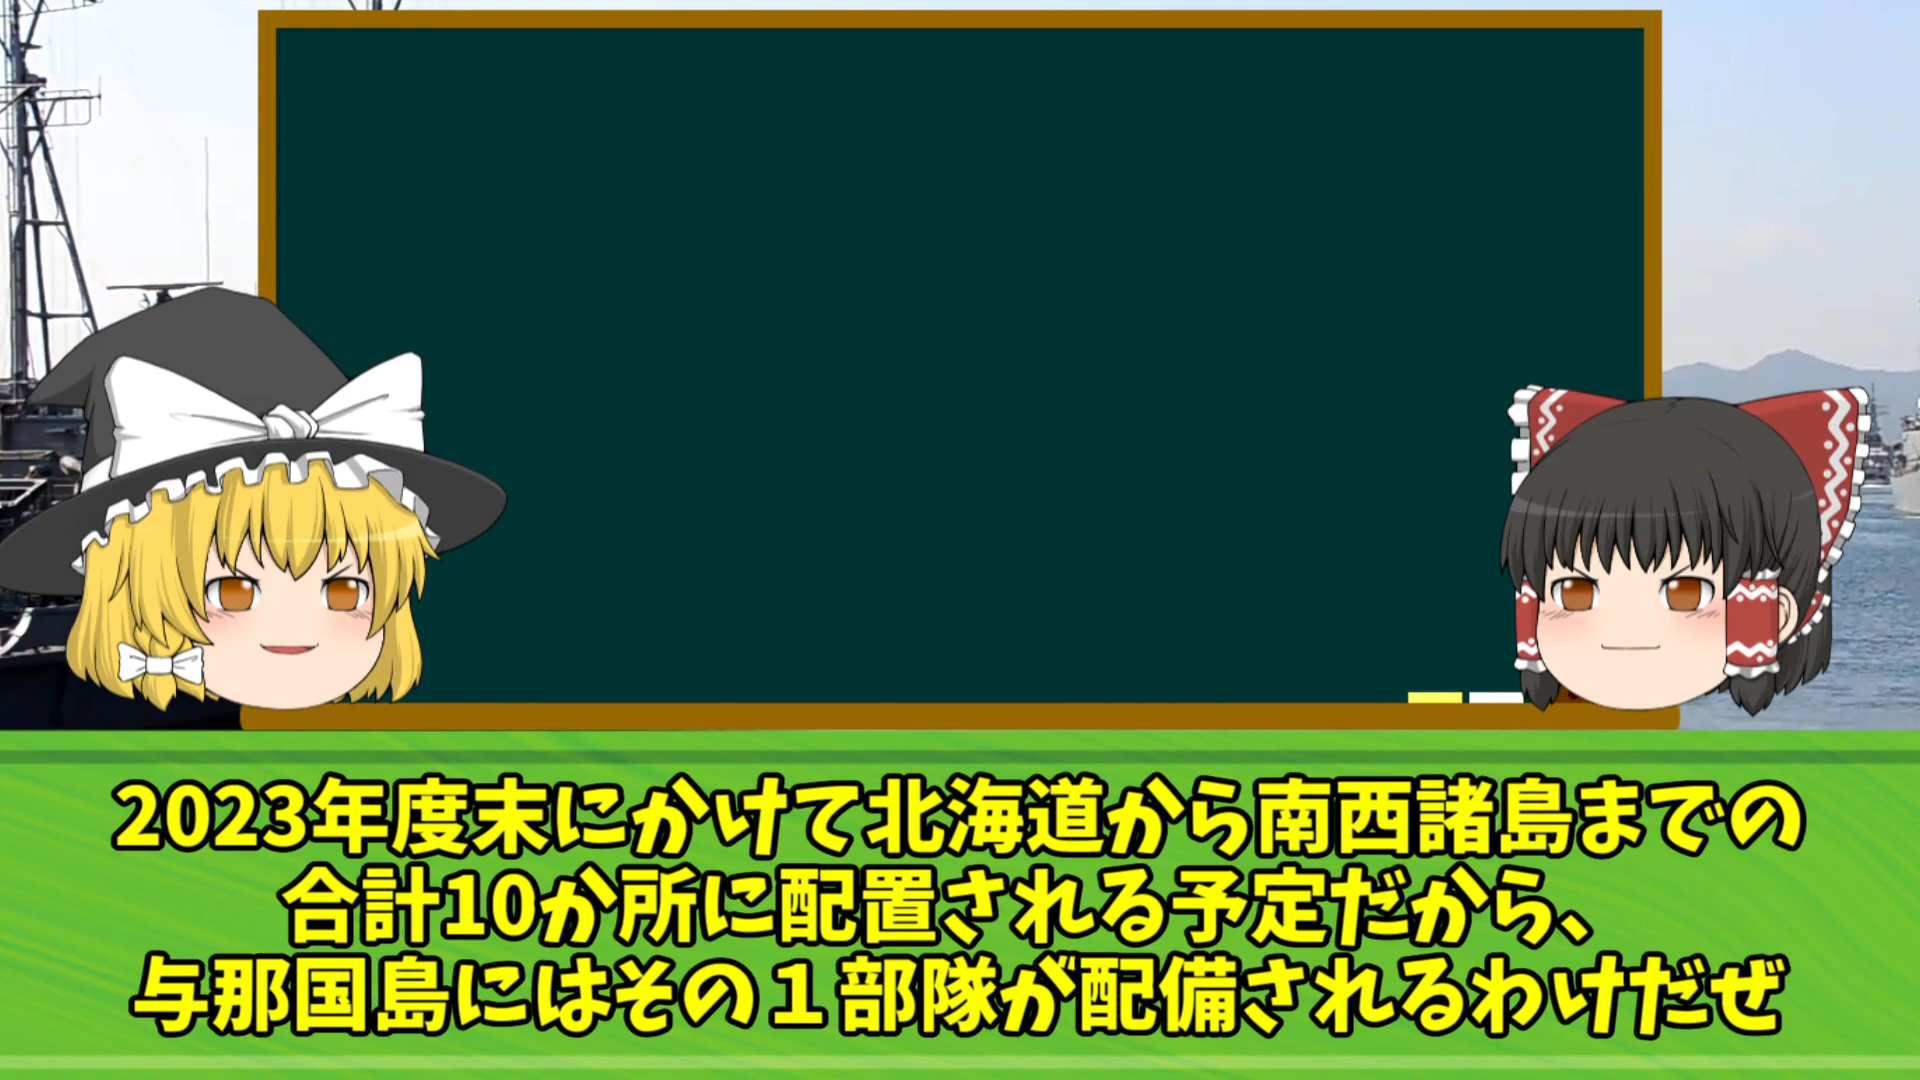 2023年度末にかけて北海道から南西諸島までの
合計10か所に配置される予定だから、
与那国島にはその１部隊が配備されるわけだぜ